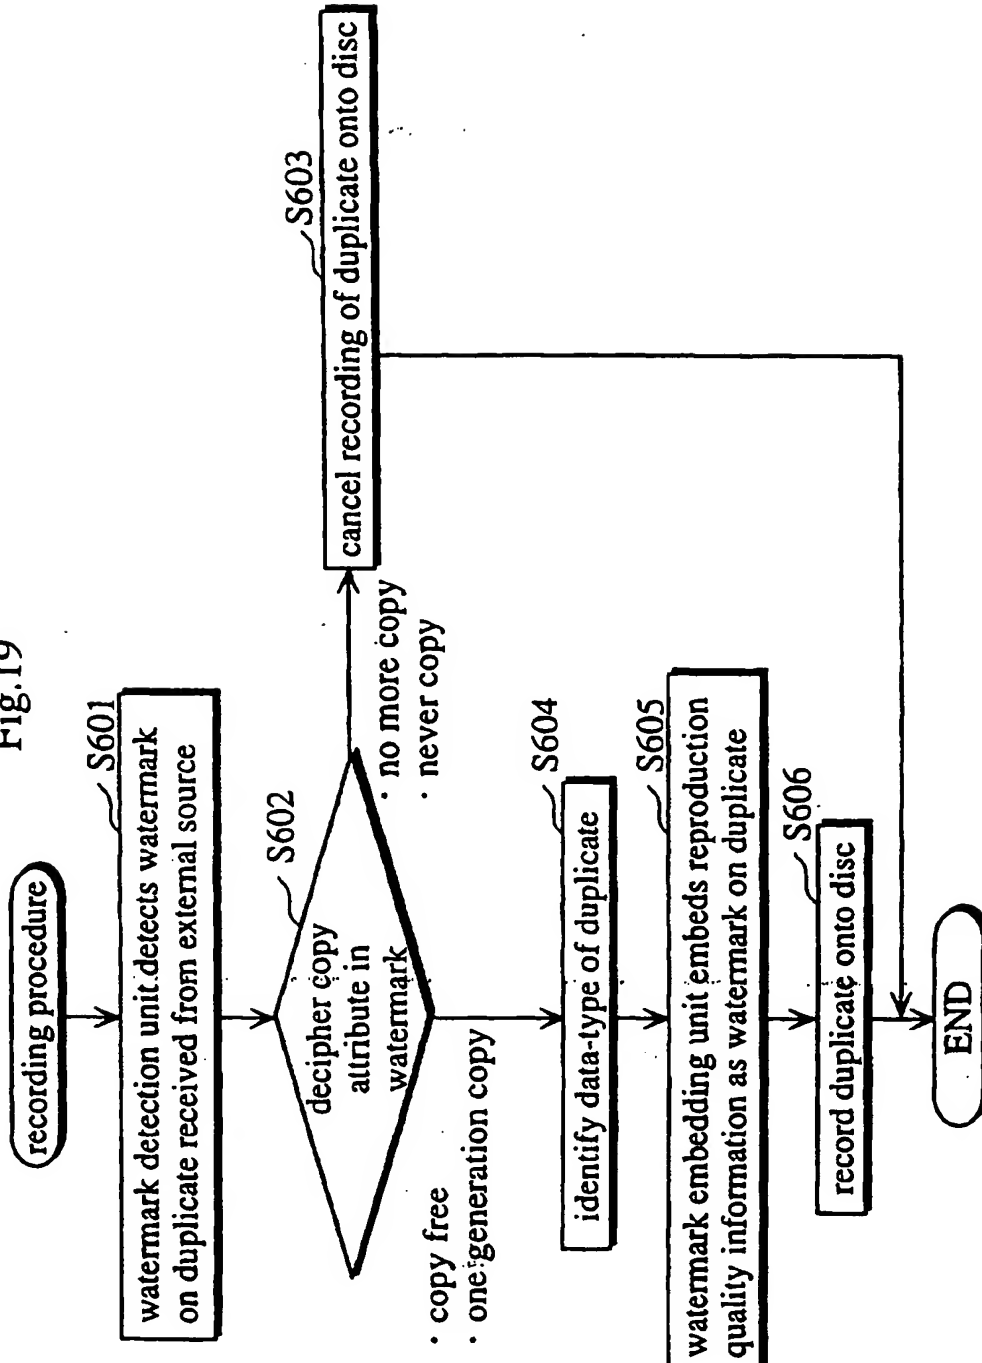 Fig.19
recording procedure
S601
watermark detection unit detects watermark
on duplicate received from external source
S602
decipher copy
attribute in
watermark
· no more copy
· never copy
S603
cancel recording of duplicate onto disc
· copy free
· one generation copy
S604
identify data-type of duplicate
S605
watermark embedding unit embeds reproduction
quality information as watermark on duplicate
S606
record duplicate onto disc
END